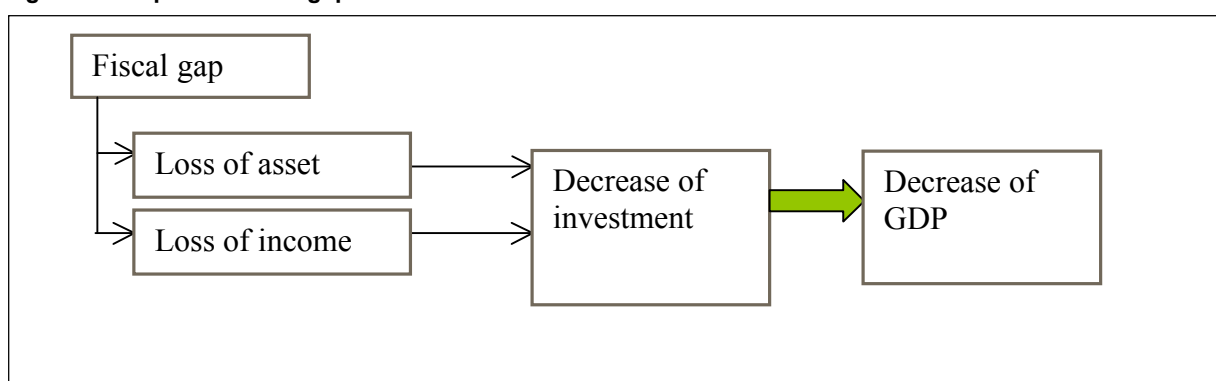 Fiscal gap
Loss of asset
Loss of income
Decrease of
investment
Decrease of
GDP